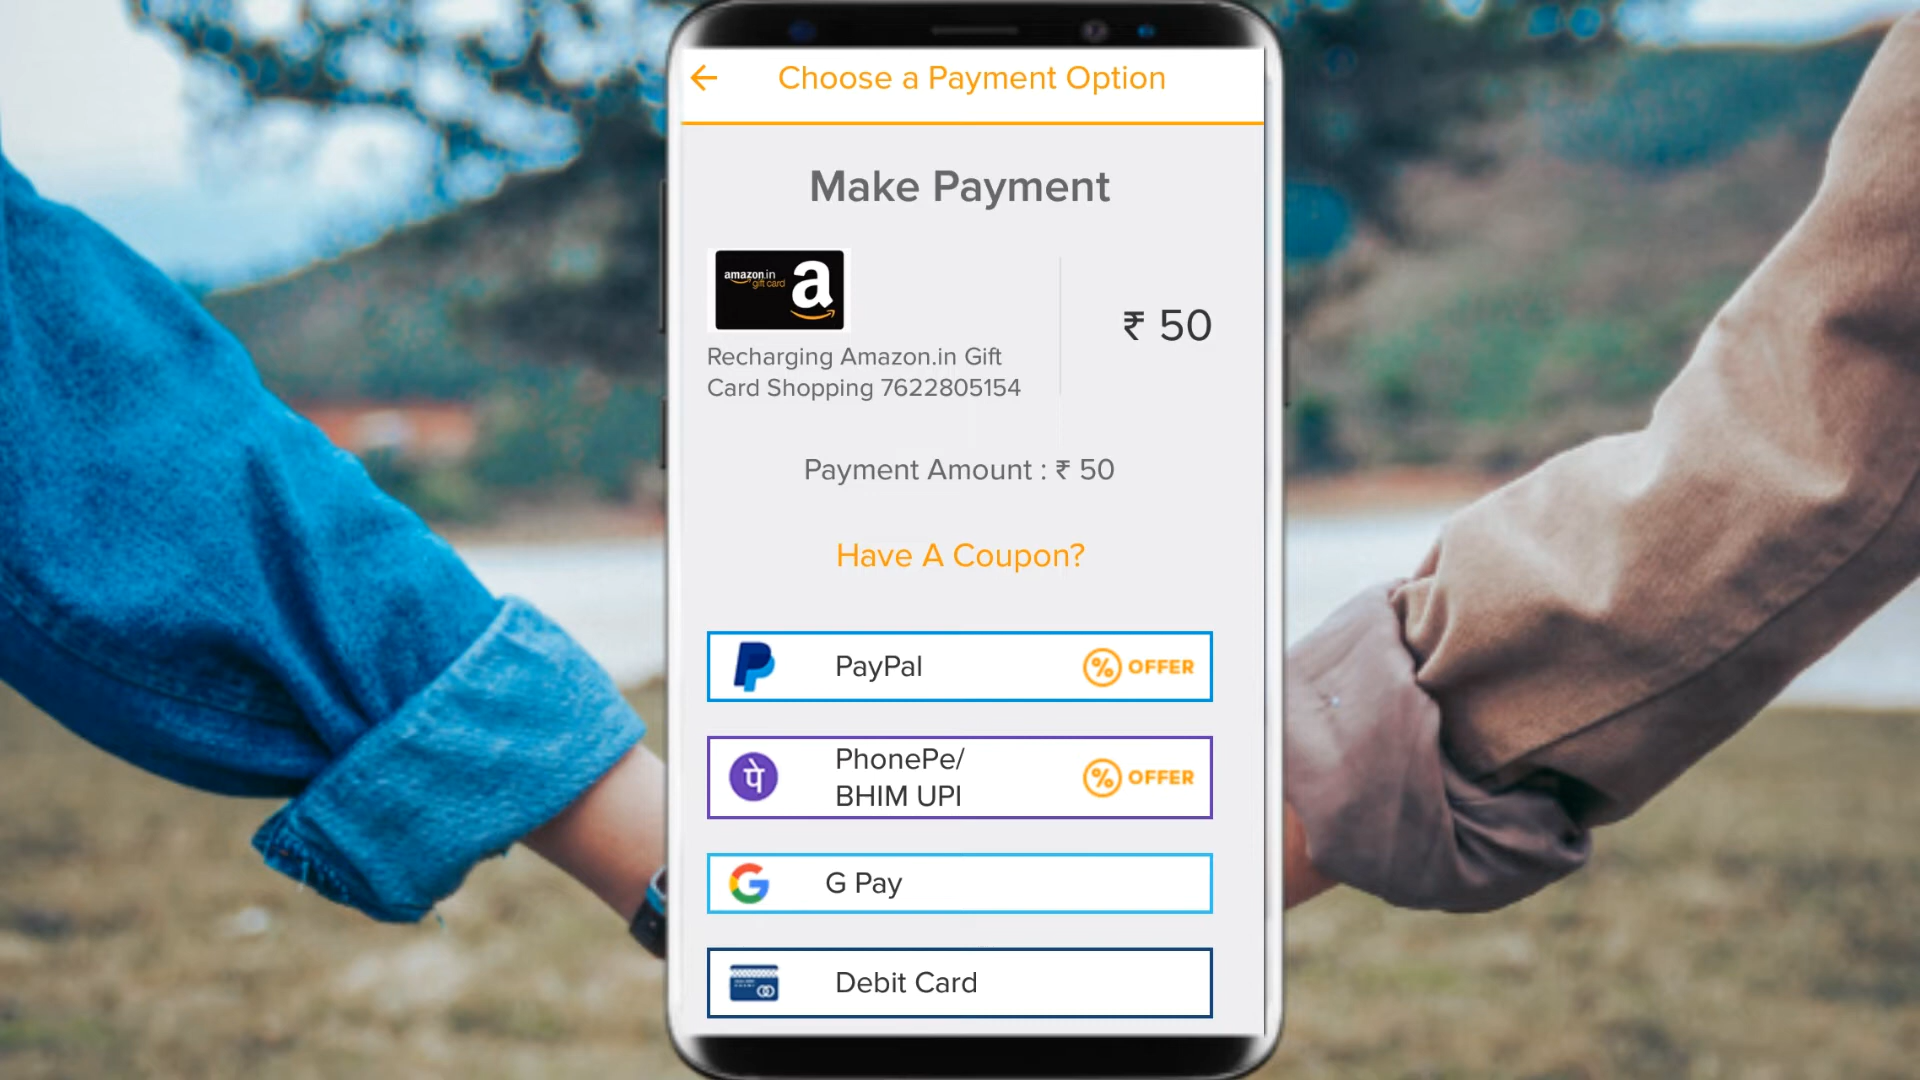 Choose a Payment Option
Make Payment
amazon.in
gift card
a
₹ 50
Recharging Amazon.in Gift
Card Shopping 7622805154
Payment Amount : ₹ 50
Have A Coupon?
PayPal
% OFFER
पे
PhonePe/
BHIM UPI
% OFFER
G Pay
Debit Card